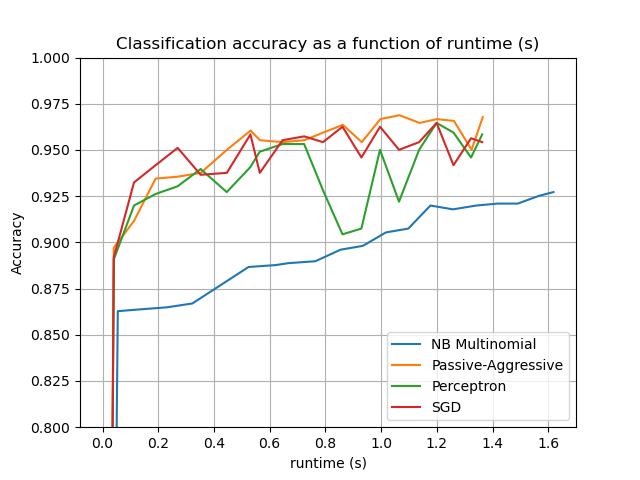 Classification accuracy as a function of runtime (s)
1.000
0.975
0.950
0.925
0.900
0.875
0.850
0.825
0.800
Accuracy
NB Multinomial
Passive-Aggressive
Perceptron
SGD
0.0 0.2 0.4 0.6 0.8 1.0 1.2 1.4 1.6
runtime (s)